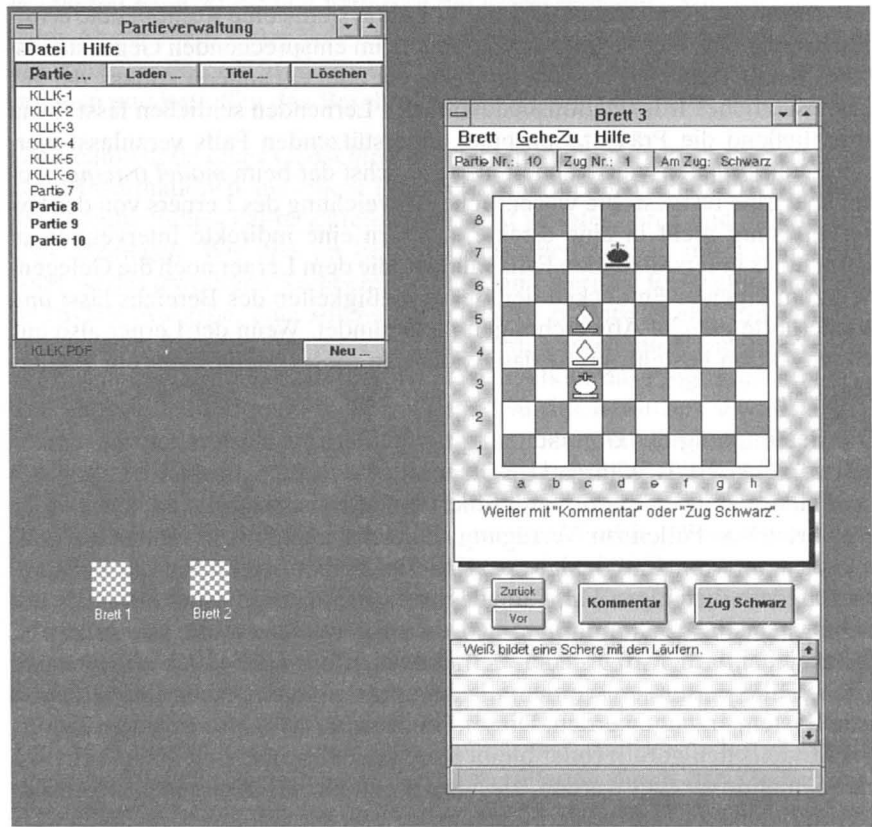 Partieverwaltung
Datei Hilfe
Partie ... Laden ... Titel ... Löschen
KLLK-1
KLLK-2
KLLK-3
KLLK-4
KLLK-5
KLLK-6
Partie 7
Partie 8
Partie 9
Partie 10
KLLK.PDF Neu ...
Brett 1 Brett 2
Brett 3
Brett GeheZu Hilfe
Partie Nr.: 10 Zug Nr.: 1 Am Zug: Schwarz
8
7
6
5
4
3
2
1
a b c d e f g h
Weiter mit "Kommentar" oder "Zug Schwarz".
Zurück
Vor
Kommentar
Zug Schwarz
Weiß bildet eine Schere mit den Läufern.